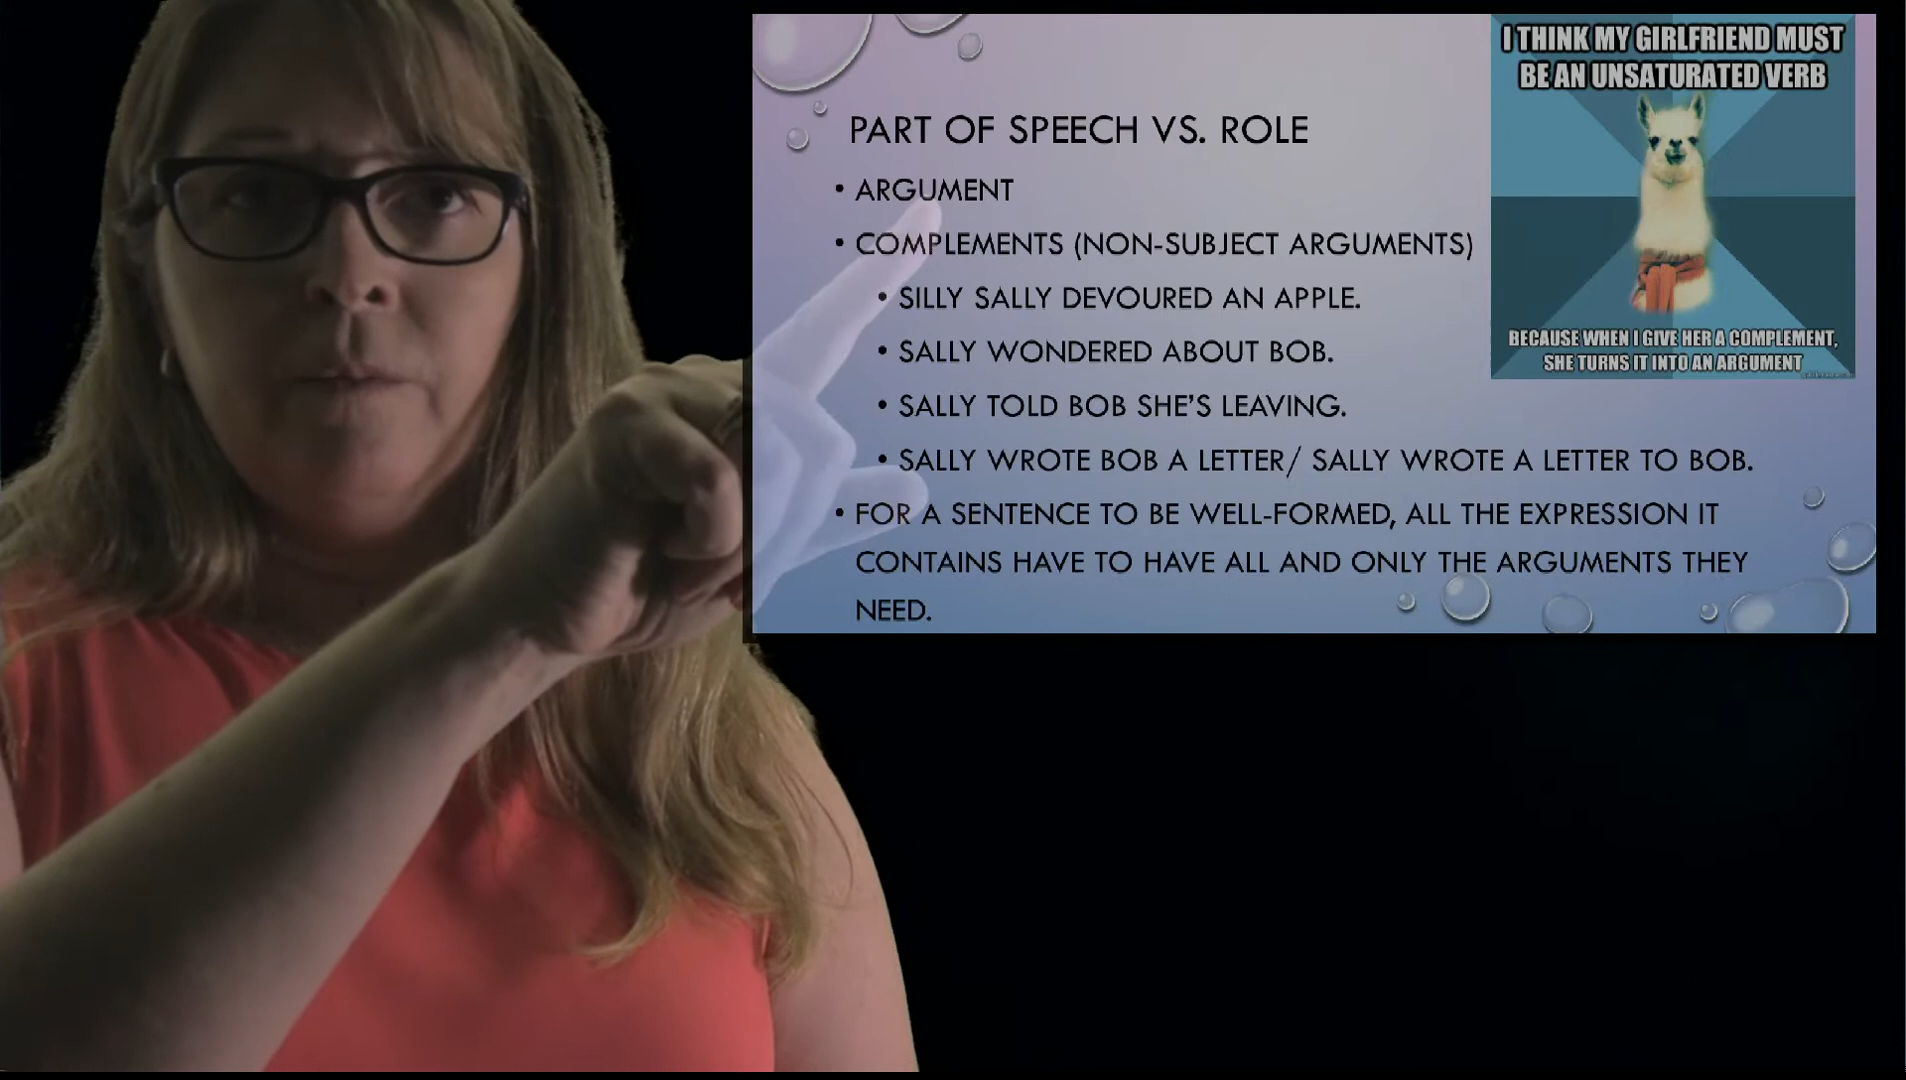 PART OF SPEECH VS. ROLE
• ARGUMENT
• COMPLEMENTS (NON-SUBJECT ARGUMENTS)
• SILLY SALLY DEVOURED AN APPLE.
• SALLY WONDERED ABOUT BOB.
• SALLY TOLD BOB SHE'S LEAVING.
• SALLY WROTE BOB A LETTER/ SALLY WROTE A LETTER TO BOB.
• FOR A SENTENCE TO BE WELL-FORMED, ALL THE EXPRESSION IT
CONTAINS HAVE TO HAVE ALL AND ONLY THE ARGUMENTS THEY
NEED.
I THINK MY GIRLFRIEND MUST
BE AN UNSATURATED VERB
BECAUSE WHEN I GIVE HER A COMPLEMENT,
SHE TURNS IT INTO AN ARGUMENT